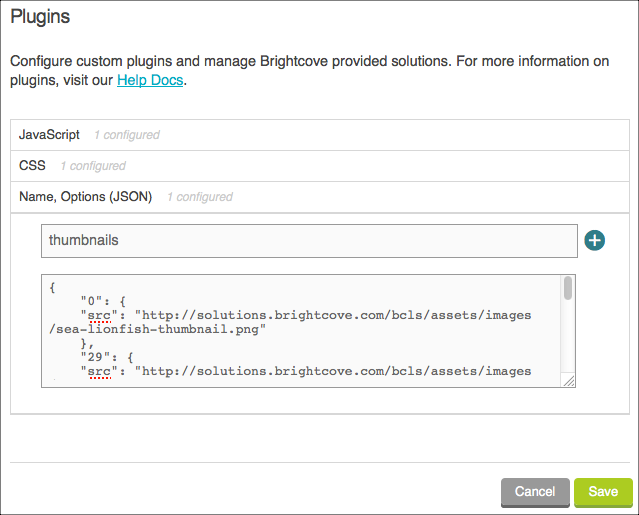 Plugins
Configure custom plugins and manage Brightcove provided solutions. For more information on
plugins, visit our Help Docs.
JavaScript 1 configured
CSS 1 configured
Name, Options (JSON) 1 configured
thumbnails
{
"0": {
"src": "http://solutions.brightcove.com/bcls/assets/images
/sea-lionfish-thumbnail.png"
},
"29": {
"src": "http://solutions.brightcove.com/bcls/assets/images
Cancel Save